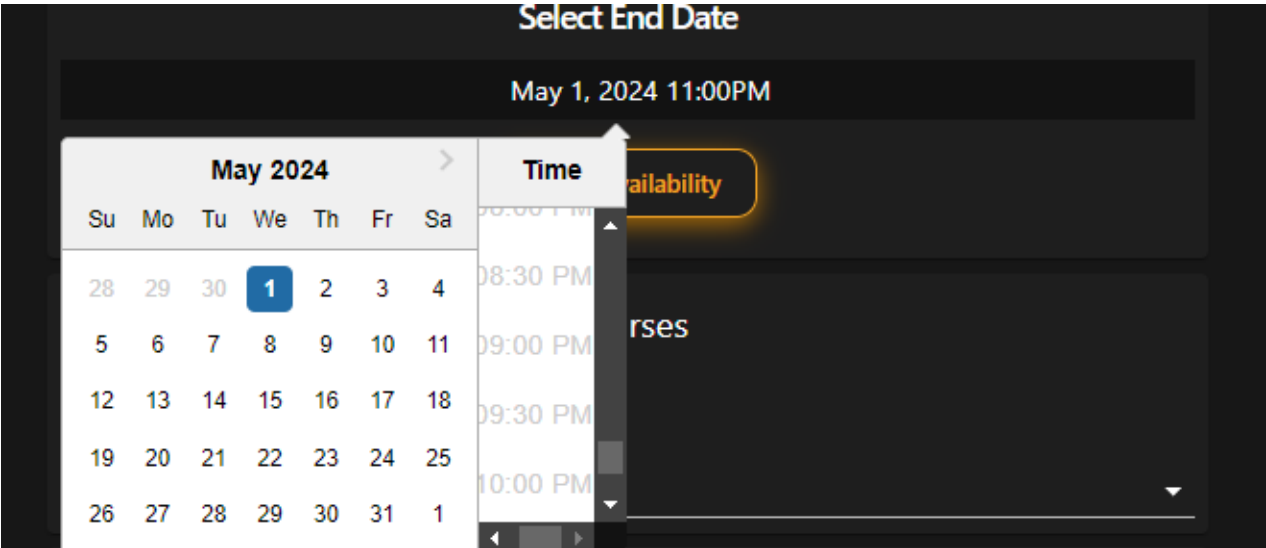 Select End Date
May 1, 2024 11:00PM
May 2024
Time
ailability
Su Mo Tu We Th Fr Sa
28 29 30 1 2 3 4
08:30 PM
rses
5 6 7 8 9 10 11
09:00 PM
12 13 14 15 16 17 18
09:30 PM
19 20 21 22 23 24 25
10:00 PM
26 27 28 29 30 31 1